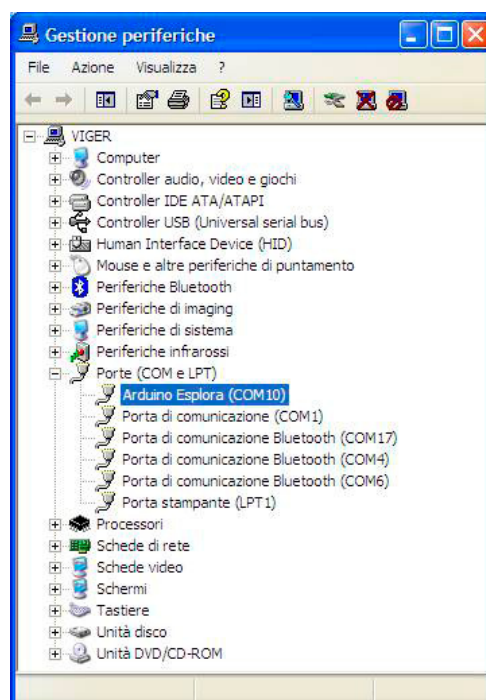 Gestione periferiche
File Azione Visualizza ?
VIGER
Computer
Controller audio, video e giochi
Controller IDE ATA/ATAPI
Controller USB (Universal serial bus)
Human Interface Device (HID)
Mouse e altre periferiche di puntamento
Periferiche Bluetooth
Periferiche di imaging
Periferiche di sistema
Periferiche infrarossi
Porte (COM e LPT)
Arduino Esplora (COM10)
Porta di comunicazione (COM1)
Porta di comunicazione Bluetooth (COM17)
Porta di comunicazione Bluetooth (COM4)
Porta di comunicazione Bluetooth (COM6)
Porta stampante (LPT1)
Processori
Schede di rete
Schede video
Schermi
Tastiere
Unità disco
Unità DVD/CD-ROM